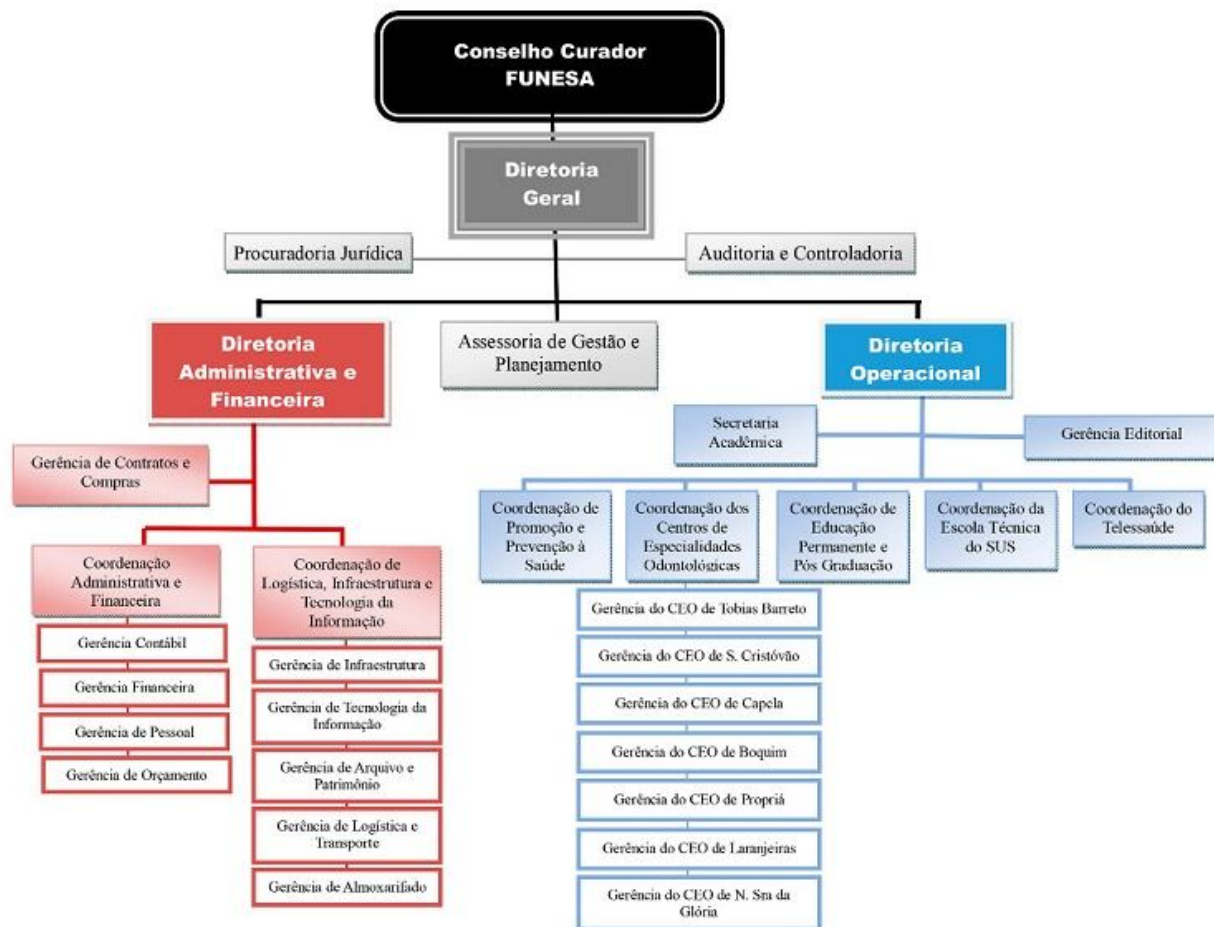 Conselho Curador
FUNESA
Diretoria
Geral
Procuradoria Jurídica
Auditoria e Controladoria
Diretoria
Administrativa e
Financeira
Assessoria de Gestão e
Planejamento
Diretoria
Operacional
Secretaria
Acadêmica
Gerência Editorial
Gerência de Contratos e
Compras
Coordenação
Administrativa e
Financeira
Gerência Contábil
Gerência Financeira
Gerência de Pessoal
Gerência de Orçamento
Coordenação de
Logística, Infraestrutura e
Tecnologia da
Informação
Gerência de Infraestrutura
Gerência de Tecnologia da
Informação
Gerência de Arquivo e
Patrimônio
Gerência de Logística e
Transporte
Gerência de Almoxarifado
Coordenação de
Promoção e
Prevenção à
Saúde
Coordenação dos
Centros de
Especialidades
Odontológicas
Gerência do CEO de Tobias Barreto
Gerência do CEO de S. Cristóvão
Gerência do CEO de Capela
Gerência do CEO de Boquim
Gerência do CEO de Propriá
Gerência do CEO de Laranjeiras
Gerência do CEO de N. Sra da
Glória
Coordenação de
Educação
Permanente e
Pós Graduação
Coordenação da
Escola Técnica
do SUS
Coordenação do
Telessaúde